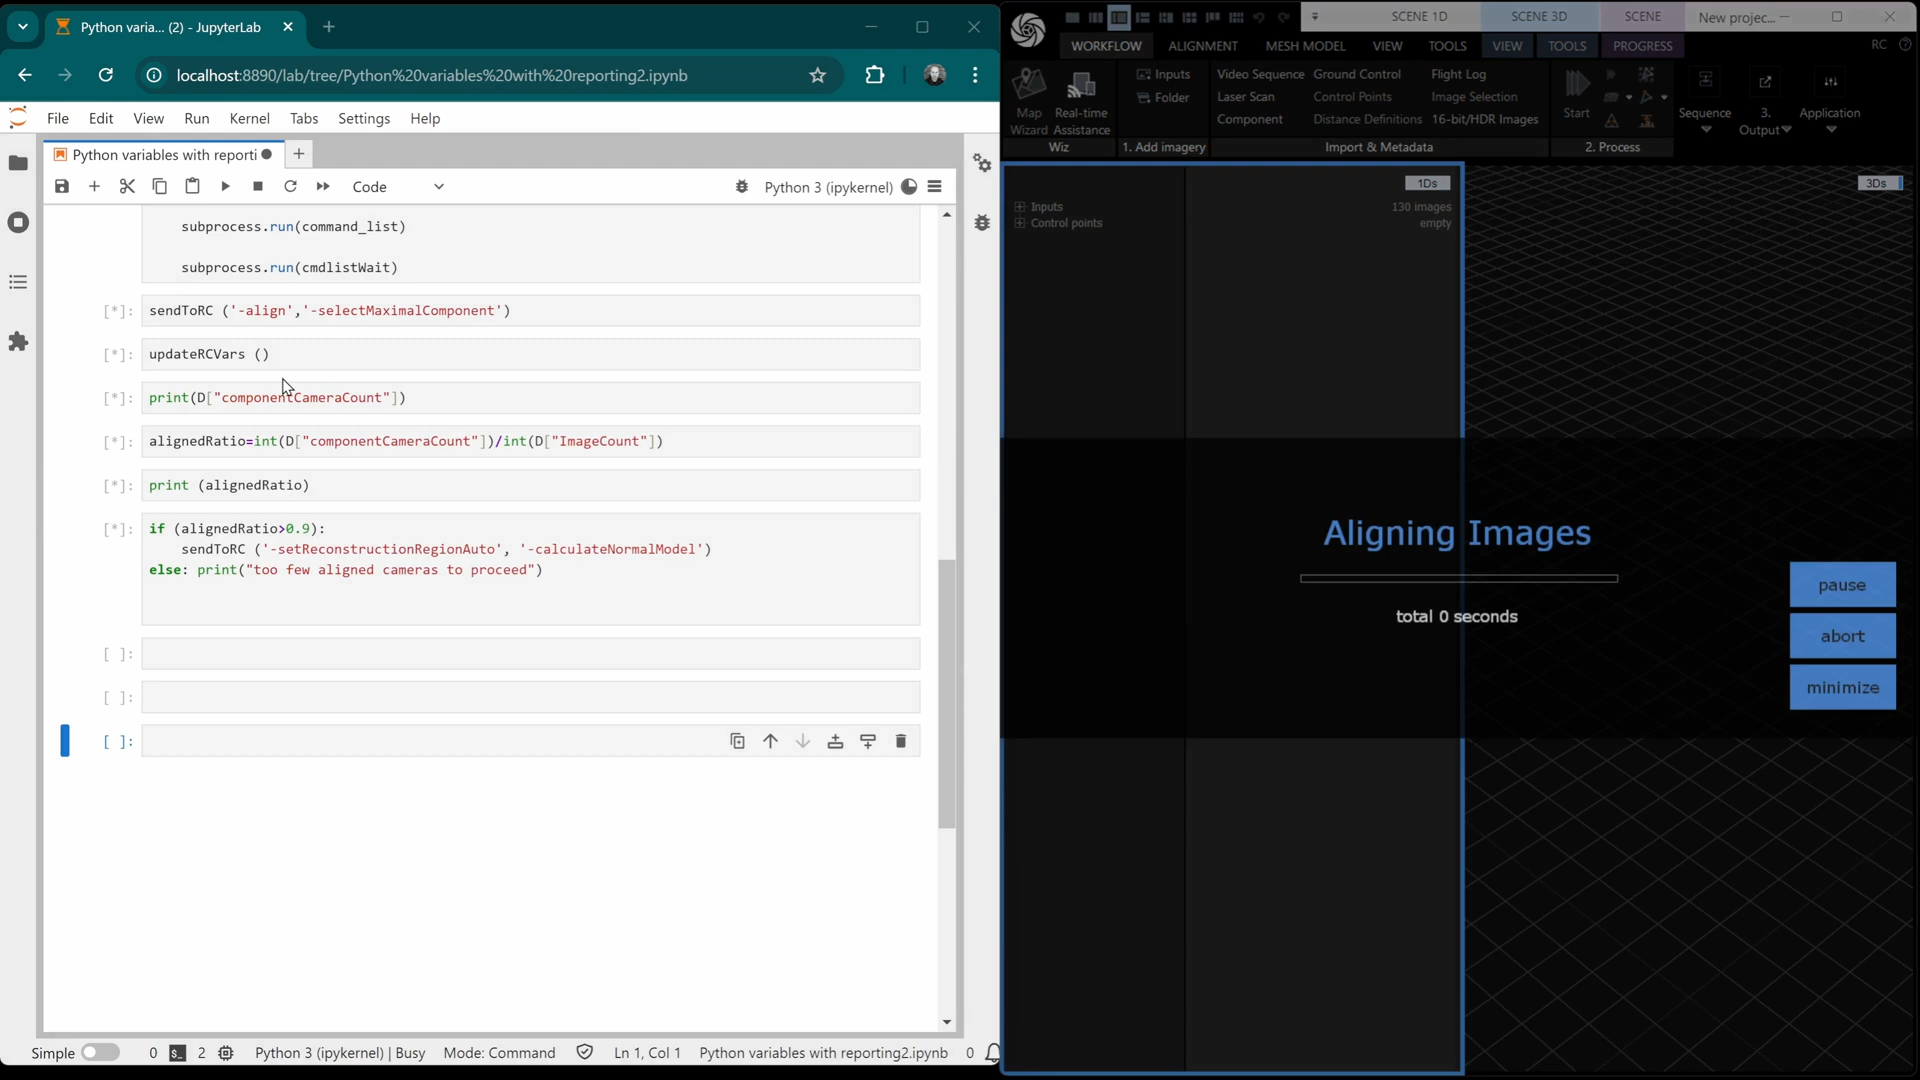 Python varia... (2) - JupyterLab
localhost:8890/lab/tree/Python%20variables%20with%20reporting2.ipynb
File Edit View Run Kernel Tabs Settings Help
Python variables with reporti
Code
Python 3 (ipykernel)
subprocess.run(command_list)
subprocess.run(cmdlistWait)
[*]: sendToRC ('-align','-selectMaximalComponent')
[*]: updateRCVars ()
[*]: print(D["componentCameraCount"])
[*]: alignedRatio=int(D["componentCameraCount"])/int(D["ImageCount"])
[*]: print (alignedRatio)
[*]: if (alignedRatio>0.9):
sendToRC ('-setReconstructionRegionAuto', '-calculateNormalModel')
else: print("too few aligned cameras to proceed")
[ ]:
[ ]:
[ ]:
Simple 0 2 Python 3 (ipykernel) | Busy Mode: Command Ln 1, Col 1 Python variables with reporting2.ipynb 0
SCENE 1D SCENE 3D SCENE New projec...
WORKFLOW ALIGNMENT MESH MODEL VIEW TOOLS VIEW TOOLS PROGRESS RC
Map Wizard
Real-time Assistance
Wiz
Inputs
Folder
1. Add imagery
Video Sequence Ground Control Flight Log
Laser Scan Control Points Image Selection
Component Distance Definitions 16-bit/HDR Images
Import & Metadata
Start
2. Process
Sequence
3. Output
Application
1Ds
Inputs 130 images
Control points empty
3Ds
Aligning Images
total 0 seconds
pause
abort
minimize